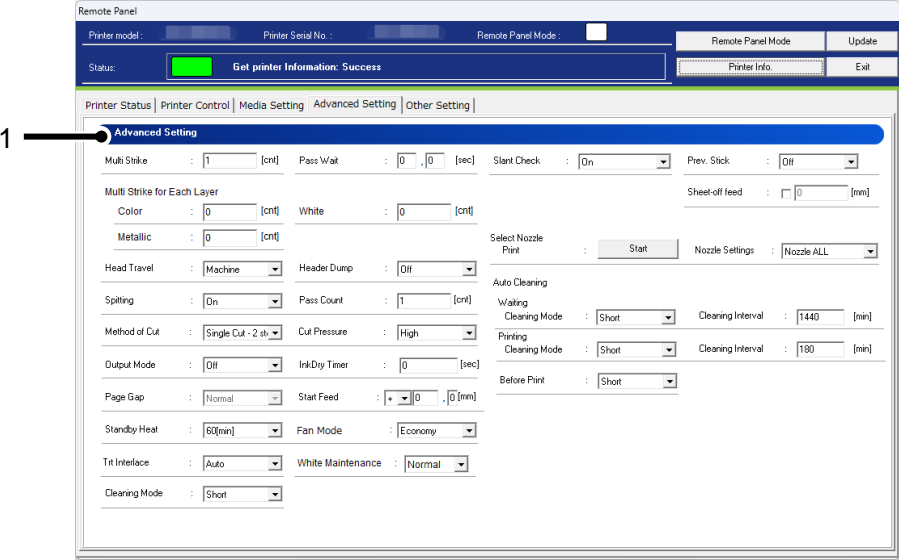 Remote Panel
Printer model : Printer Serial No. : Remote Panel Mode : Remote Panel Mode Update
Status: Get printer Information: Success Printer Info. Exit
Printer Status Printer Control Media Setting Advanced Setting Other Setting
1 Advanced Setting
Multi Strike : 1 [cnt] Pass Wait : 0 . 0 [sec] Slant Check : On Prev. Stick : Off
Multi Strike for Each Layer Sheet-off feed : 0 [mm]
Color : 0 [cnt] White : 0 [cnt]
Metallic : 0 [cnt]
Select Nozzle
Print : Start Nozzle Settings : Nozzle ALL
Head Travel : Machine Header Dump : Off
Auto Cleaning
Spitting : On Pass Count : 1 [cnt]
Waiting
Cleaning Mode : Short Cleaning Interval : 1440 [min]
Method of Cut : Single Cut - 2 st Cut Pressure : High
Printing
Cleaning Mode : Short Cleaning Interval : 180 [min]
Output Mode : Off InkDry Timer : 0 [sec]
Before Print : Short
Page Gap : Normal Start Feed : + 0 . 0 [mm]
Standby Heat : 60[min] Fan Mode : Economy
Trt Interlace : Auto White Maintenance : Normal
Cleaning Mode : Short